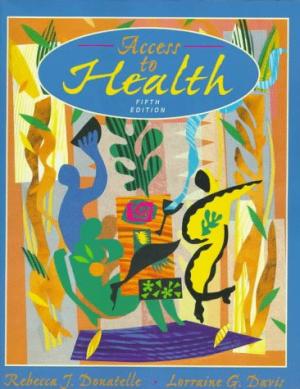 Access
to
Health
FIFTH
EDITION
Rebecca J. Donatelle • Lorraine G. Davis